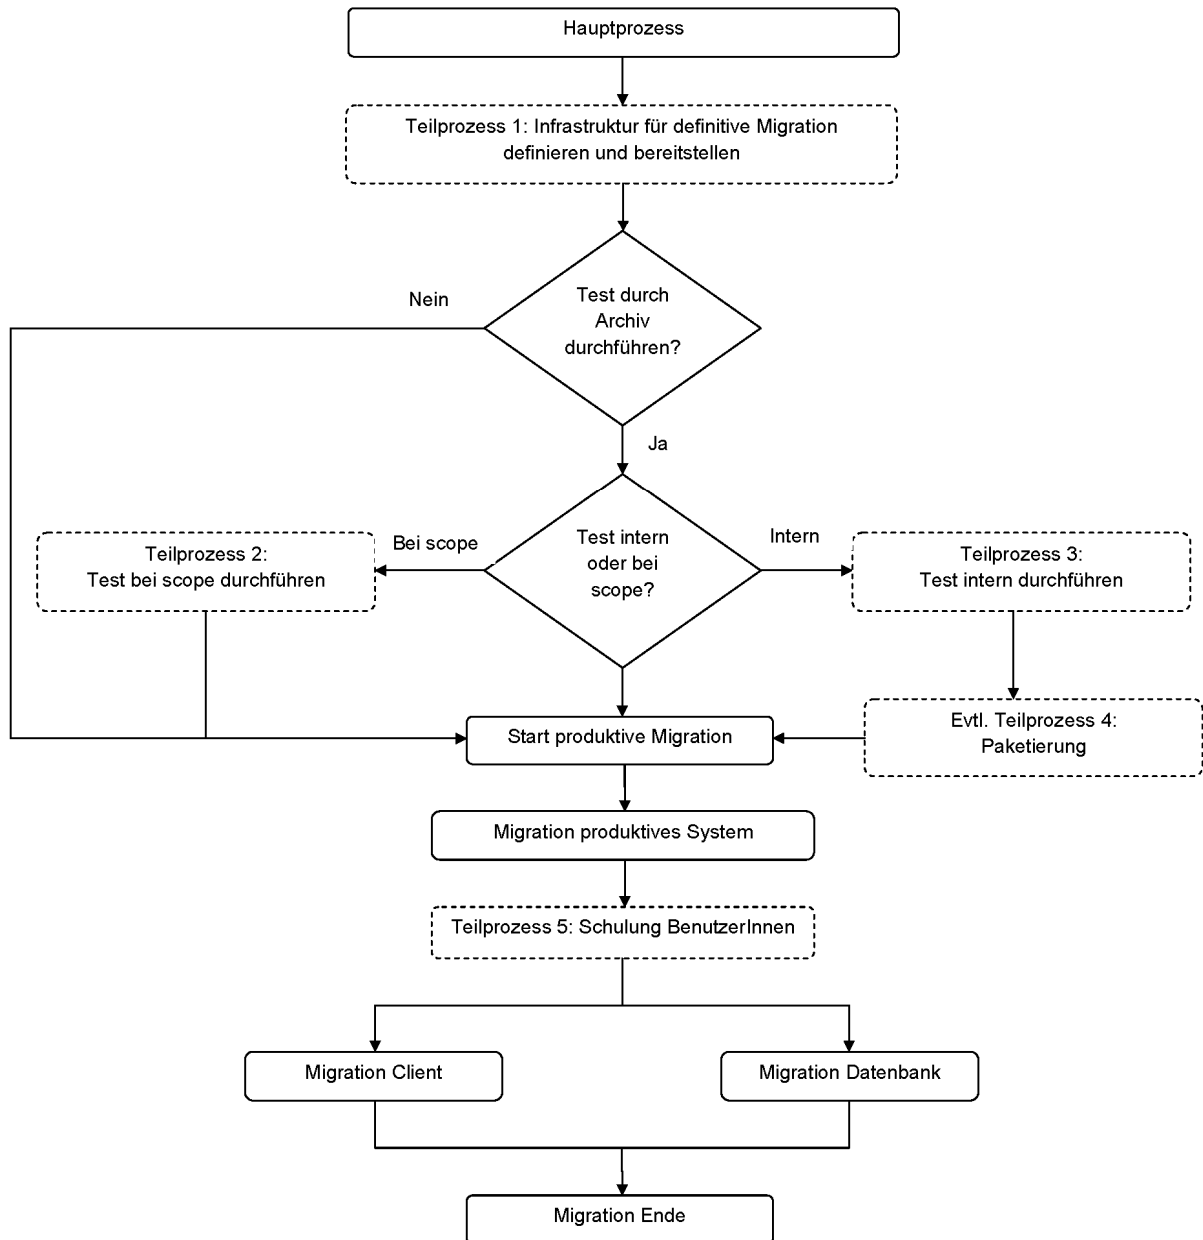 Hauptprozess
Teilprozess 1: Infrastruktur für definitive Migration
definieren und bereitstellen
Nein
Test durch
Archiv
durchführen?
Ja
Teilprozess 2:
Test bei scope durchführen
Bei scope
Test intern
oder bei
scope?
Intern
Teilprozess 3:
Test intern durchführen
Start produktive Migration
Evtl. Teilprozess 4:
Paketierung
Migration produktives System
Teilprozess 5: Schulung BenutzerInnen
Migration Client
Migration Datenbank
Migration Ende